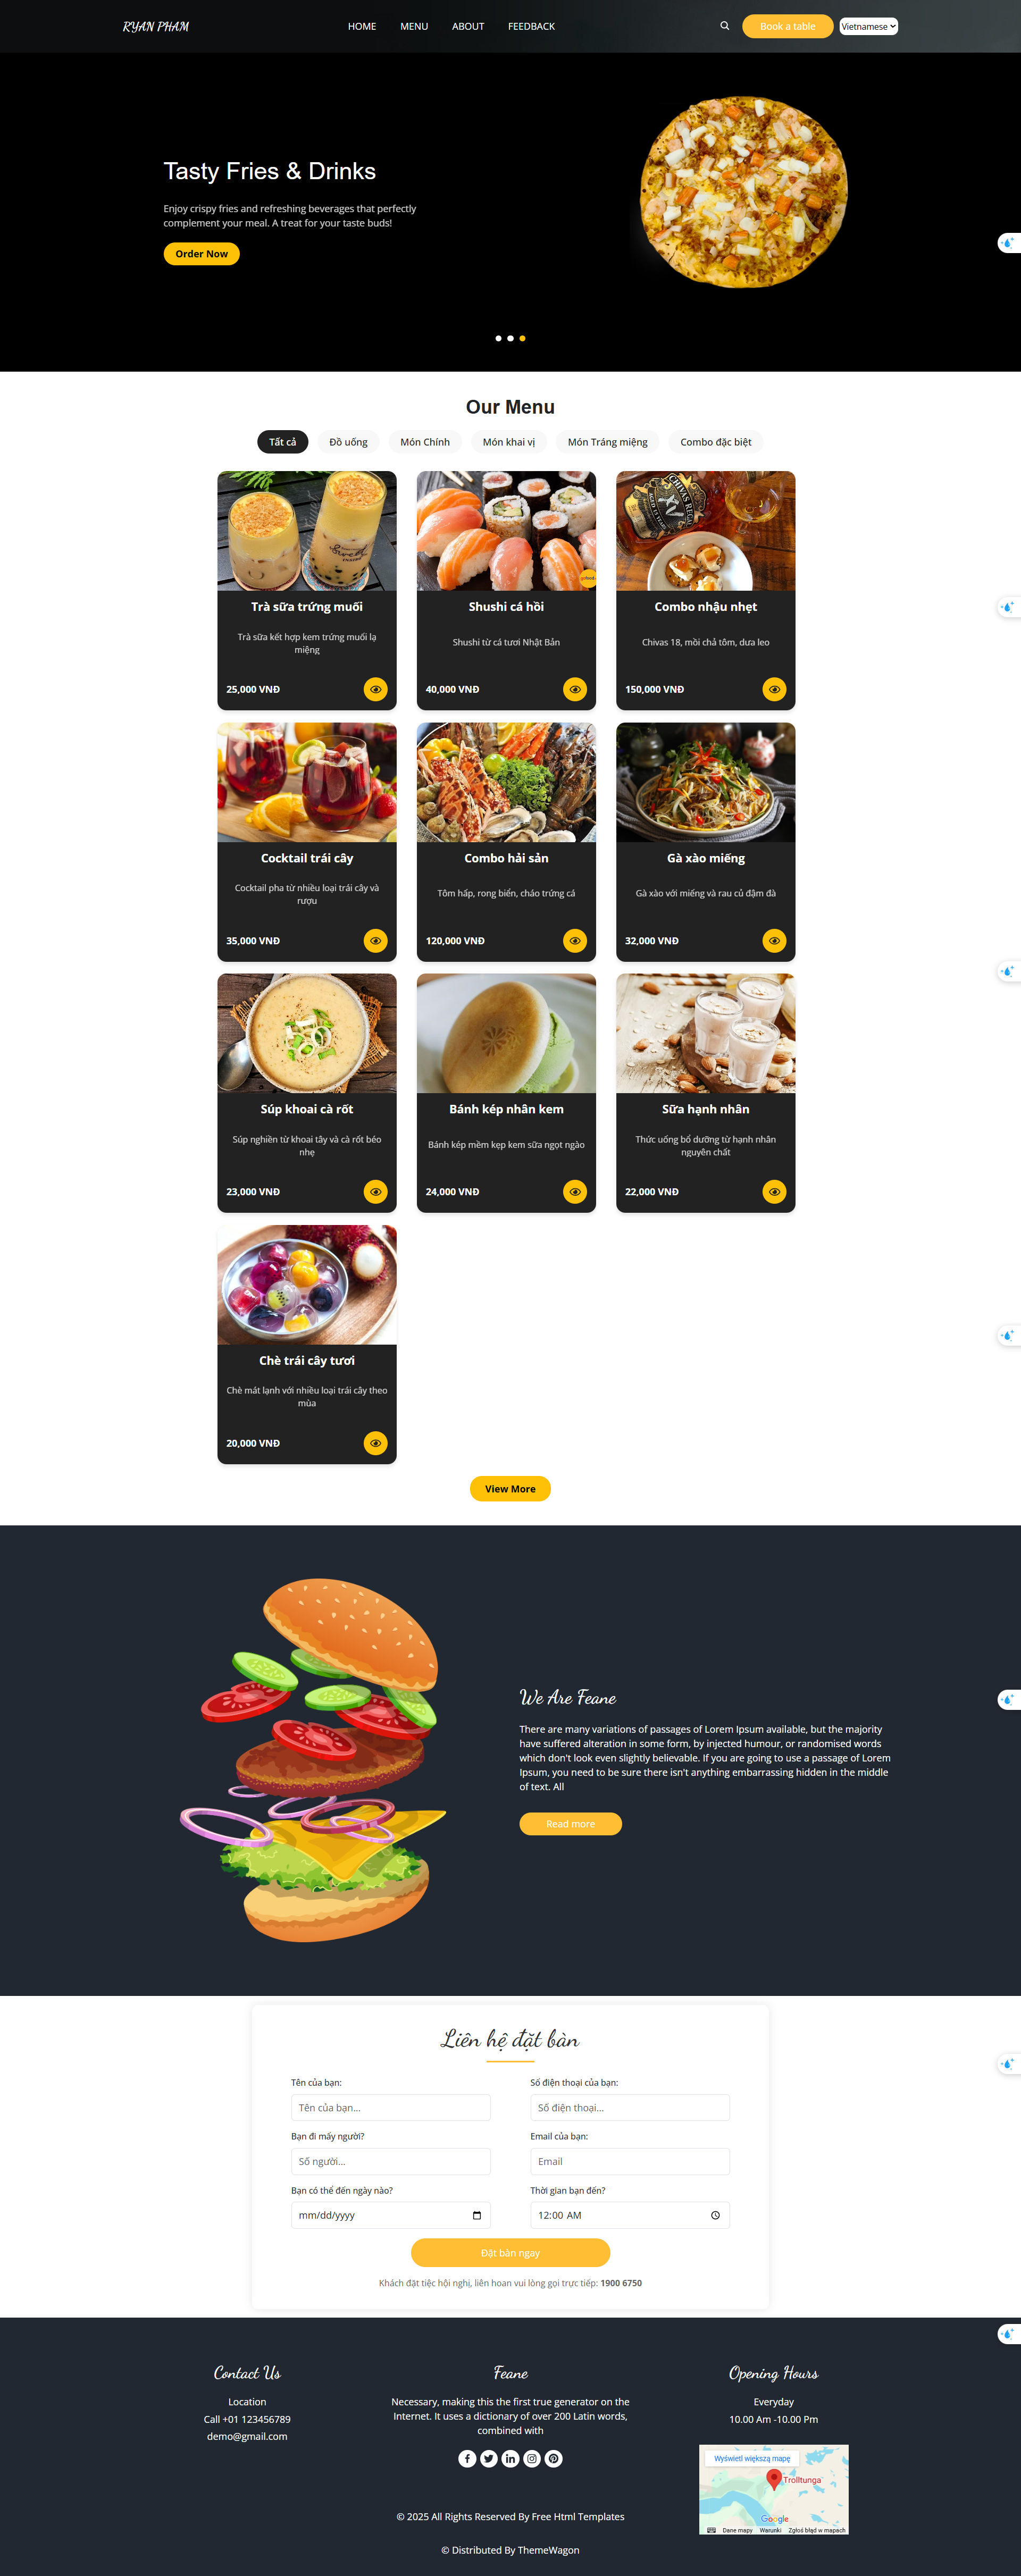 RYAN PHAM
HOME
MENU
ABOUT
FEEDBACK
Book a table
Vietnamese
Tasty Fries & Drinks
Enjoy crispy fries and refreshing beverages that perfectly
complement your meal. A treat for your taste buds!
Order Now
Our Menu
Tất cả
Đồ uống
Món Chính
Món khai vị
Món Tráng miệng
Combo đặc biệt
Trà sữa trứng muối
Trà sữa kết hợp kem trứng muối lạ
miệng
25,000 VNĐ
Shushi cá hồi
Shushi từ cá tươi Nhật Bản
40,000 VNĐ
CHIVAS REGAL
XV
Combo nhậu nhẹt
Chivas 18, mồi chả tôm, dưa leo
150,000 VNĐ
Cocktail trái cây
Cocktail pha từ nhiều loại trái cây và
rượu
35,000 VNĐ
Combo hải sản
Tôm hấp, rong biển, cháo trứng cá
120,000 VNĐ
Gà xào miếng
Gà xào với miếng và rau củ đậm đà
32,000 VNĐ
Súp khoai cà rốt
Súp nghiền từ khoai tây và cà rốt béo
nhẹ
23,000 VNĐ
Bánh kép nhân kem
Bánh kép mềm kẹp kem sữa ngọt ngào
24,000 VNĐ
Sữa hạnh nhân
Thức uống bổ dưỡng từ hạnh nhân
nguyên chất
22,000 VNĐ
Chè trái cây tươi
Chè mát lạnh với nhiều loại trái cây theo
mùa
20,000 VNĐ
View More
We Are Feane
There are many variations of passages of Lorem Ipsum available, but the majority
have suffered alteration in some form, by injected humour, or randomised words
which don't look even slightly believable. If you are going to use a passage of Lorem
Ipsum, you need to be sure there isn't anything embarrassing hidden in the middle
of text. All
Read more
Liên hệ đặt bàn
Tên của bạn:
Số điện thoại của bạn:
Tên của bạn...
Số điện thoại...
Bạn đi mấy người?
Email của bạn:
Số người...
Email
Bạn có thể đến ngày nào?
Thời gian bạn đến?
mm/dd/yyyy
12:00 AM
Đặt bàn ngay
Khách đặt tiệc hội nghị, liên hoan vui lòng gọi trực tiếp: 1900 6750
Contact Us
Location
Call +01 123456789
demo@gmail.com
Feane
Necessary, making this the first true generator on the
Internet. It uses a dictionary of over 200 Latin words,
combined with
Opening Hours
Everyday
10.00 Am -10.00 Pm
Wyświetl większą mapę
Trolltunga
Google
Dane mapy
Warunki
Zgłoś błąd w mapach
© 2025 All Rights Reserved By Free Html Templates
© Distributed By ThemeWagon